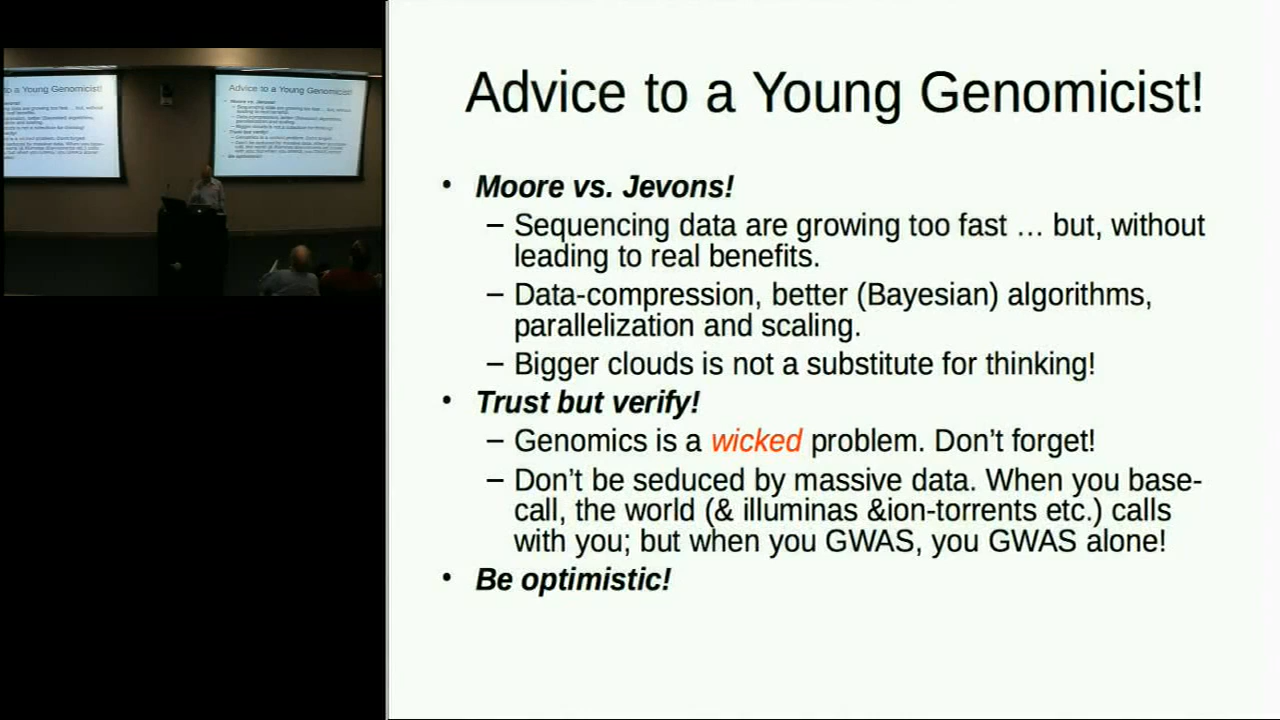 Advice to a Young Genomicist!
• Moore vs. Jevons!
– Sequencing data are growing too fast … but, without
leading to real benefits.
– Data-compression, better (Bayesian) algorithms,
parallelization and scaling.
– Bigger clouds is not a substitute for thinking!
• Trust but verify!
– Genomics is a wicked problem. Don’t forget!
– Don’t be seduced by massive data. When you base-
call, the world (& illuminas &ion-torrents etc.) calls
with you; but when you GWAS, you GWAS alone!
• Be optimistic!